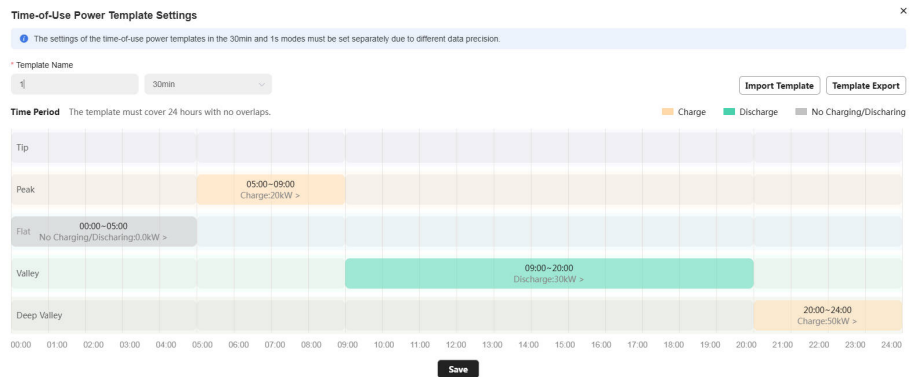 Time-of-Use Power Template Settings
The settings of the time-of-use power templates in the 30min and 1s modes must be set separately due to different data precision.
* Template Name
1
30min
Import Template
Template Export
Time Period The template must cover 24 hours with no overlaps.
Charge
Discharge
No Charging/Discharing
Tip
Peak
05:00~09:00
Charge:20kW >
Flat
00:00~05:00
No Charging/Discharing:0.0kW >
Valley
09:00~20:00
Discharge:30kW >
Deep Valley
20:00~24:00
Charge:50kW >
00:00 01:00 02:00 03:00 04:00 05:00 06:00 07:00 08:00 09:00 10:00 11:00 12:00 13:00 14:00 15:00 16:00 17:00 18:00 19:00 20:00 21:00 22:00 23:00 24:00
Save